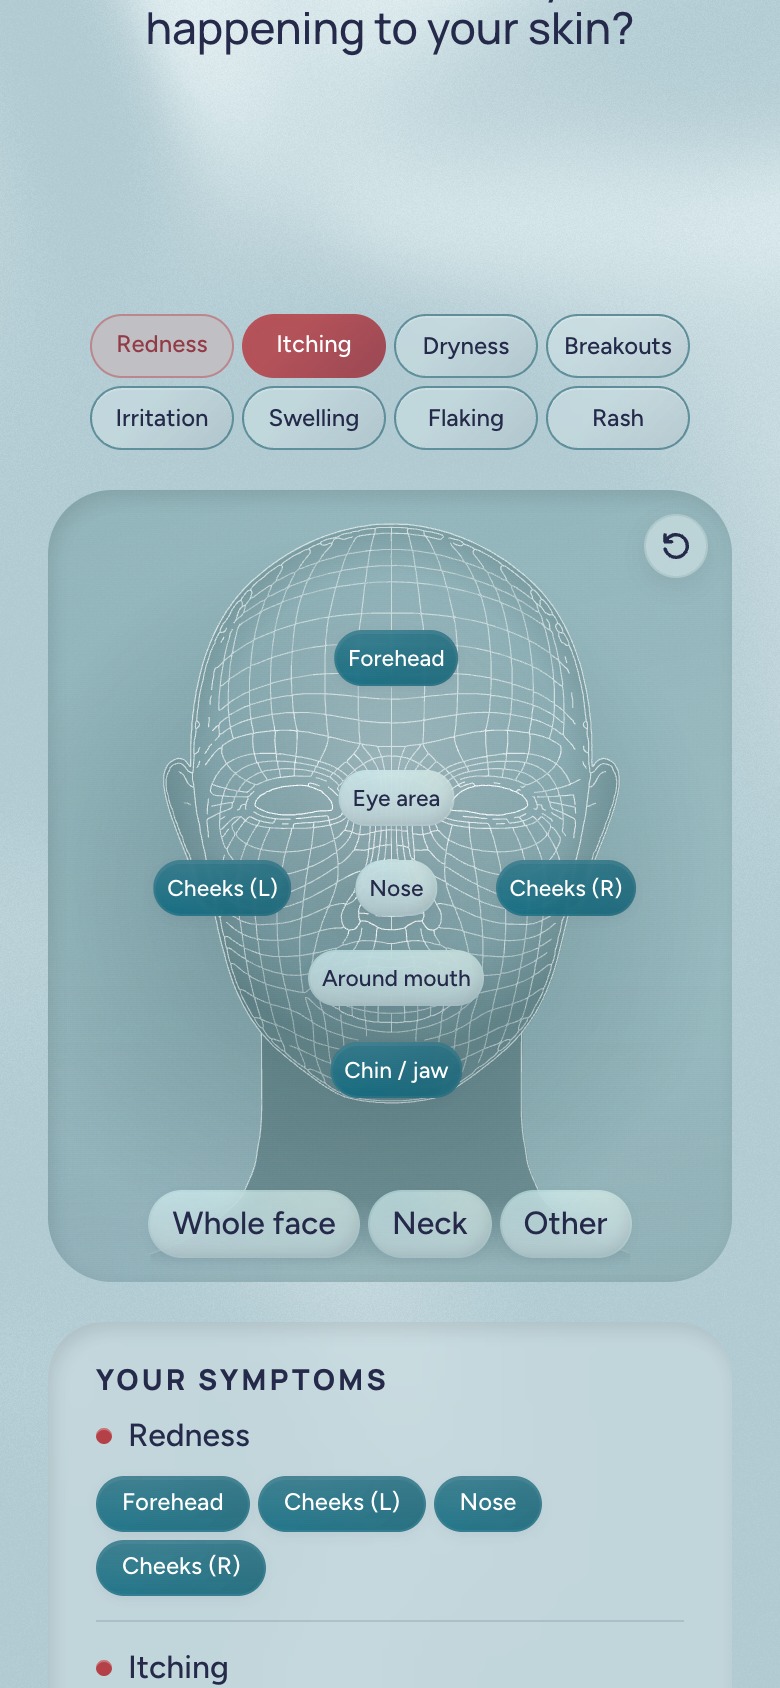 happening to your skin?
Redness Itching Dryness Breakouts
Irritation Swelling Flaking Rash
Forehead
Eye area
Cheeks (L) Nose Cheeks (R)
Around mouth
Chin / jaw
Whole face Neck Other
YOUR SYMPTOMS
Redness
Forehead Cheeks (L) Nose
Cheeks (R)
Itching